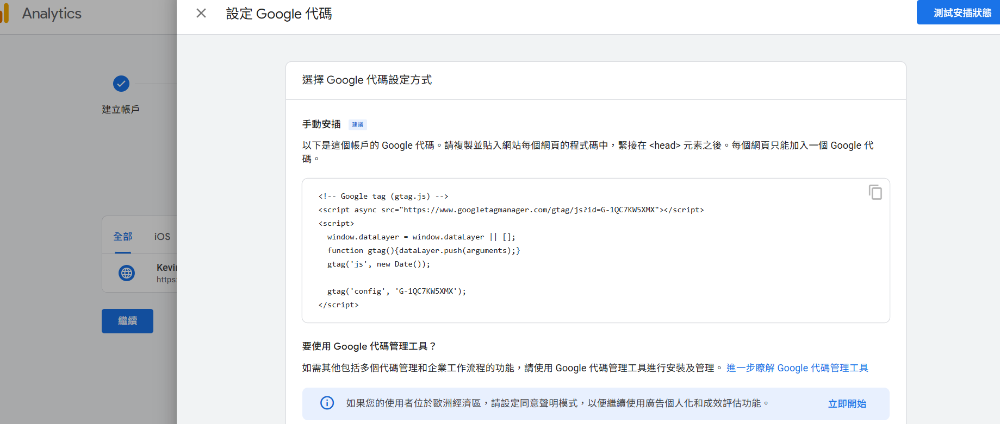 Analytics
設定 Google 代碼
測試安插狀態
建立帳戶
全部
iOS
Kevin
https:
繼續
選擇 Google 代碼設定方式
手動安插
建議
以下是這個帳戶的 Google 代碼。請複製並貼入網站每個網頁的程式碼中，緊接在 <head> 元素之後。每個網頁只能加入一個 Google 代
碼。
<!-- Google tag (gtag.js) -->
<script async src="https://www.googletagmanager.com/gtag/js?id=G-1QC7KW5XMX"></script>
<script>
window.dataLayer = window.dataLayer || [];
function gtag(){dataLayer.push(arguments);}
gtag('js', new Date());
gtag('config', 'G-1QC7KW5XMX');
</script>
要使用 Google 代碼管理工具？
如需其他包括多個代碼管理和企業工作流程的功能，請使用 Google 代碼管理工具進行安裝及管理。 進一步瞭解 Google 代碼管理工具
如果您的使用者位於歐洲經濟區，請設定同意聲明模式，以便繼續使用廣告個人化和成效評估功能。
立即開始